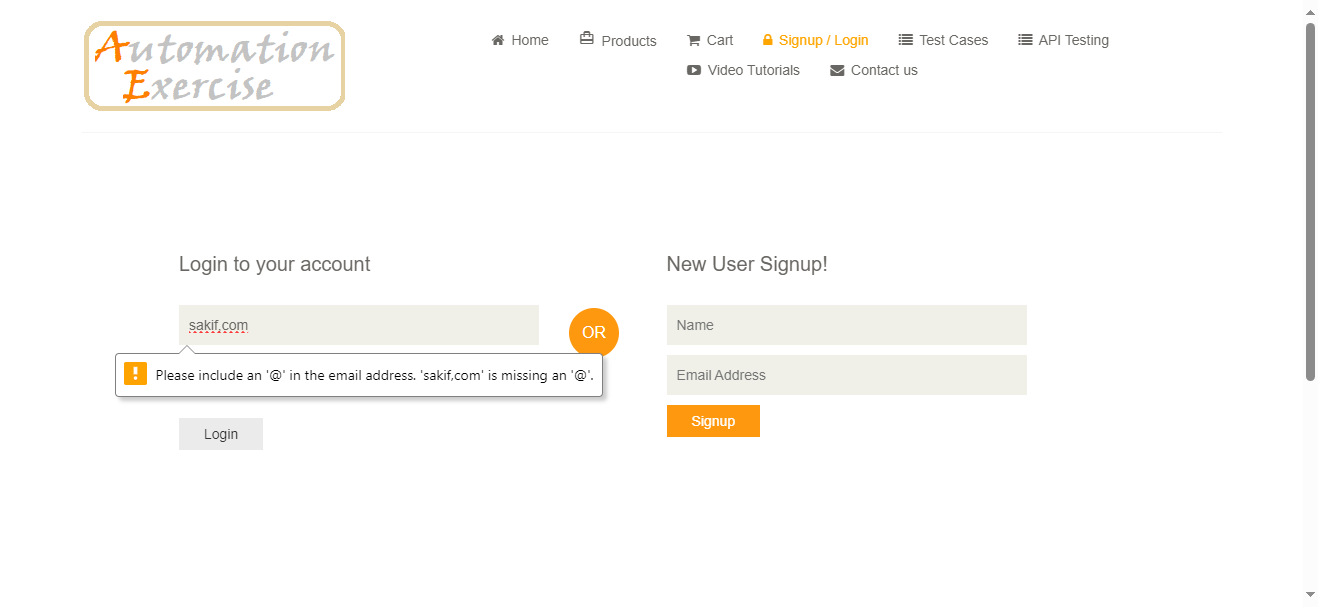 Automation
Exercise
Home Products Cart Signup / Login Test Cases API Testing
Video Tutorials Contact us
Login to your account
sakif,com
Please include an '@' in the email address. 'sakif,com' is missing an '@'.
Login
OR
New User Signup!
Name
Email Address
Signup